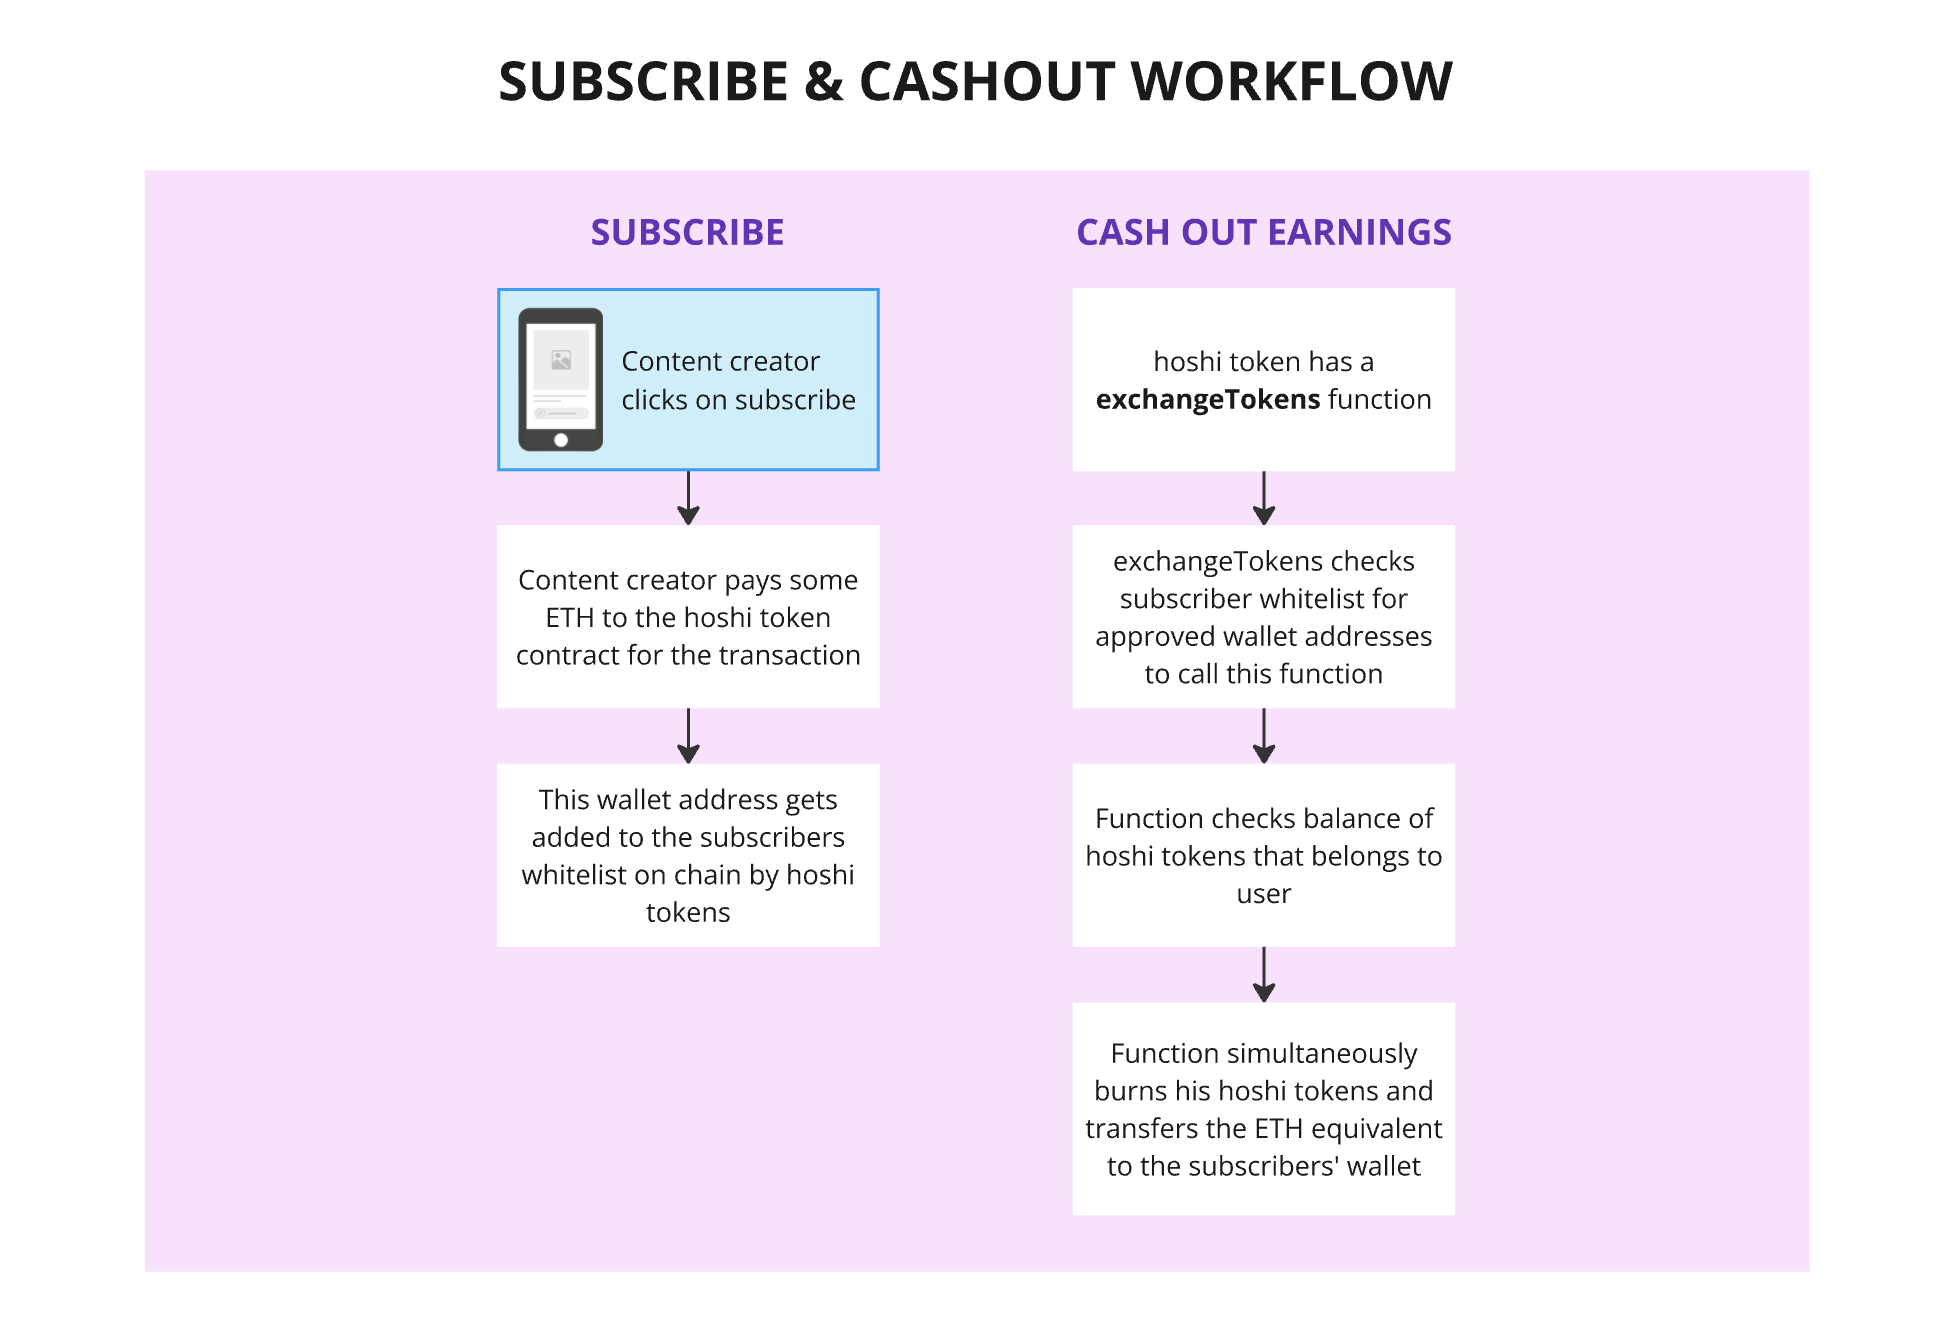 SUBSCRIBE & CASHOUT WORKFLOW
SUBSCRIBE
Content creator
clicks on subscribe
Content creator pays some
ETH to the hoshi token
contract for the transaction
This wallet address gets
added to the subscribers
whitelist on chain by hoshi
tokens
CASH OUT EARNINGS
hoshi token has a
exchangeTokens function
exchangeTokens checks
subscriber whitelist for
approved wallet addresses
to call this function
Function checks balance of
hoshi tokens that belongs to
user
Function simultaneously
burns his hoshi tokens and
transfers the ETH equivalent
to the subscribers' wallet